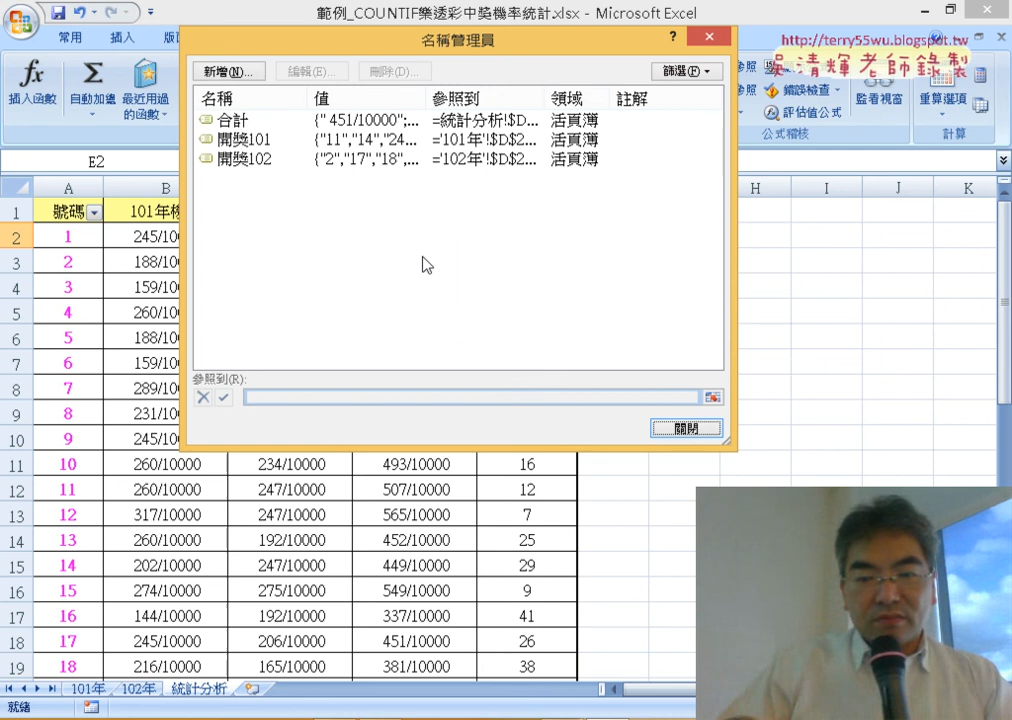 範例_COUNTIF樂透彩中獎機率統計.xlsx - Microsoft Excel
http://terry55wu.blogspot.tw
吳清輝老師錄製
常用 插入
插入函數 自動加總 最近用過的函數
錯誤檢查
評估值公式
公式稽核
監看視窗
重算選項
計算
名稱管理員
新增(N)... 編輯(E)... 刪除(D)... 篩選(F)
名稱 值 參照到 領域 註解
合計 {" 451/10000";... =統計分析!$D... 活頁簿
開獎101 {"11","14","24... ='101年'!$D$2... 活頁簿
開獎102 {"2","17","18",... ='102年'!$D$2... 活頁簿
參照到(R):
關閉
E2
A B H I J K
1 號碼 101年
2 1 245/10
3 2 188/10
4 3 159/10
5 4 260/10
6 5 188/10
7 6 159/10
8 7 289/10
9 8 231/10
10 9 245/10
11 10 260/10000 234/10000 493/10000 16
12 11 260/10000 247/10000 507/10000 12
13 12 317/10000 247/10000 565/10000 7
14 13 260/10000 192/10000 452/10000 25
15 14 202/10000 247/10000 449/10000 29
16 15 274/10000 275/10000 549/10000 9
17 16 144/10000 192/10000 337/10000 41
18 17 245/10000 206/10000 451/10000 26
19 18 216/10000 165/10000 381/10000 38
101年 102年 統計分析
就緒